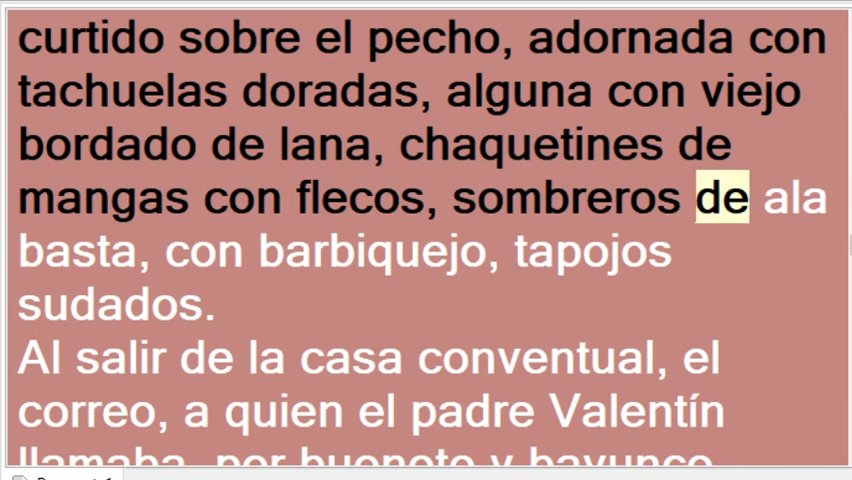 curtido sobre el pecho, adornada con
tachuelas doradas, alguna con viejo
bordado de lana, chaquetines de
mangas con flecos, sombreros de ala
basta, con barbiquejo, tapojos
sudados.
Al salir de la casa conventual, el
correo, a quien el padre Valentín
llamaba, por